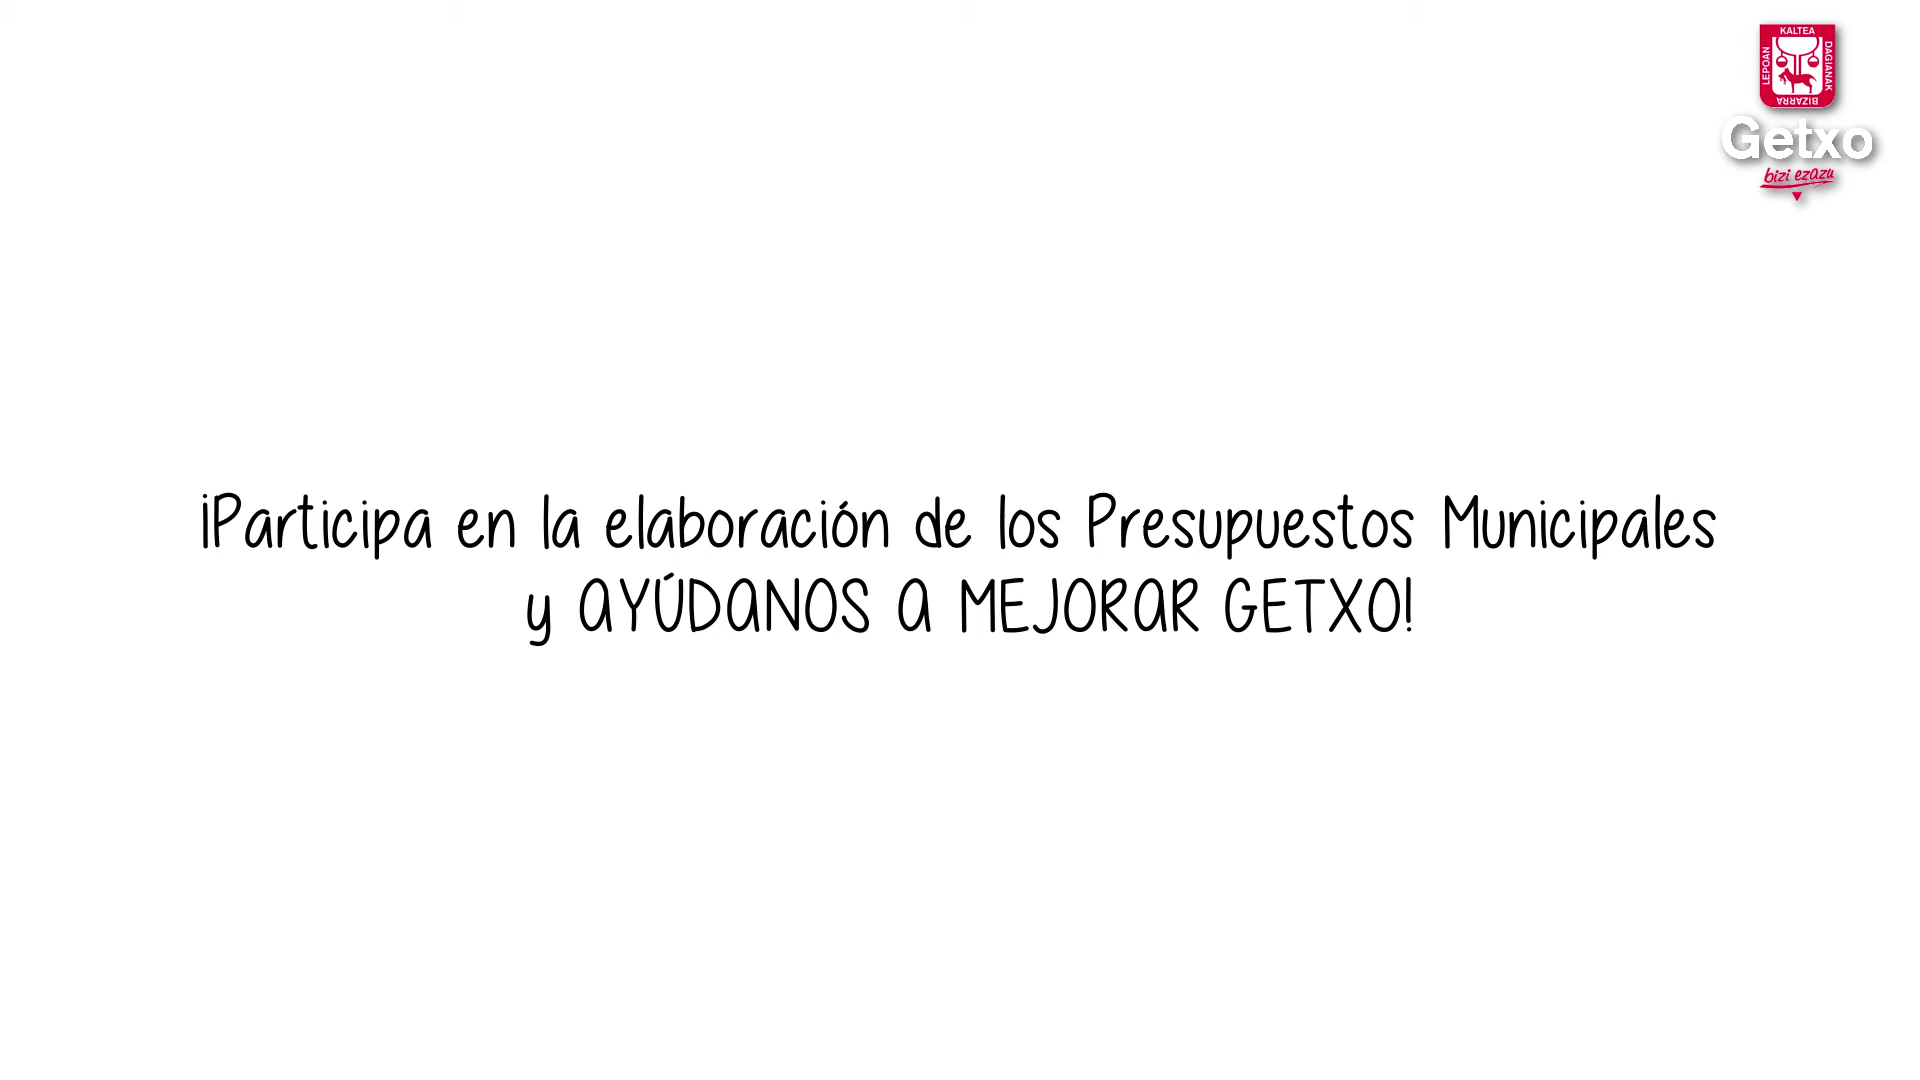 KALTEA
LEPOAN
DAGIANAK
BIZARRA
Getxo
bizi ezazu
¡Participa en la elaboración de los Presupuestos Municipales
y AYÚDANOS A MEJORAR GETXO!